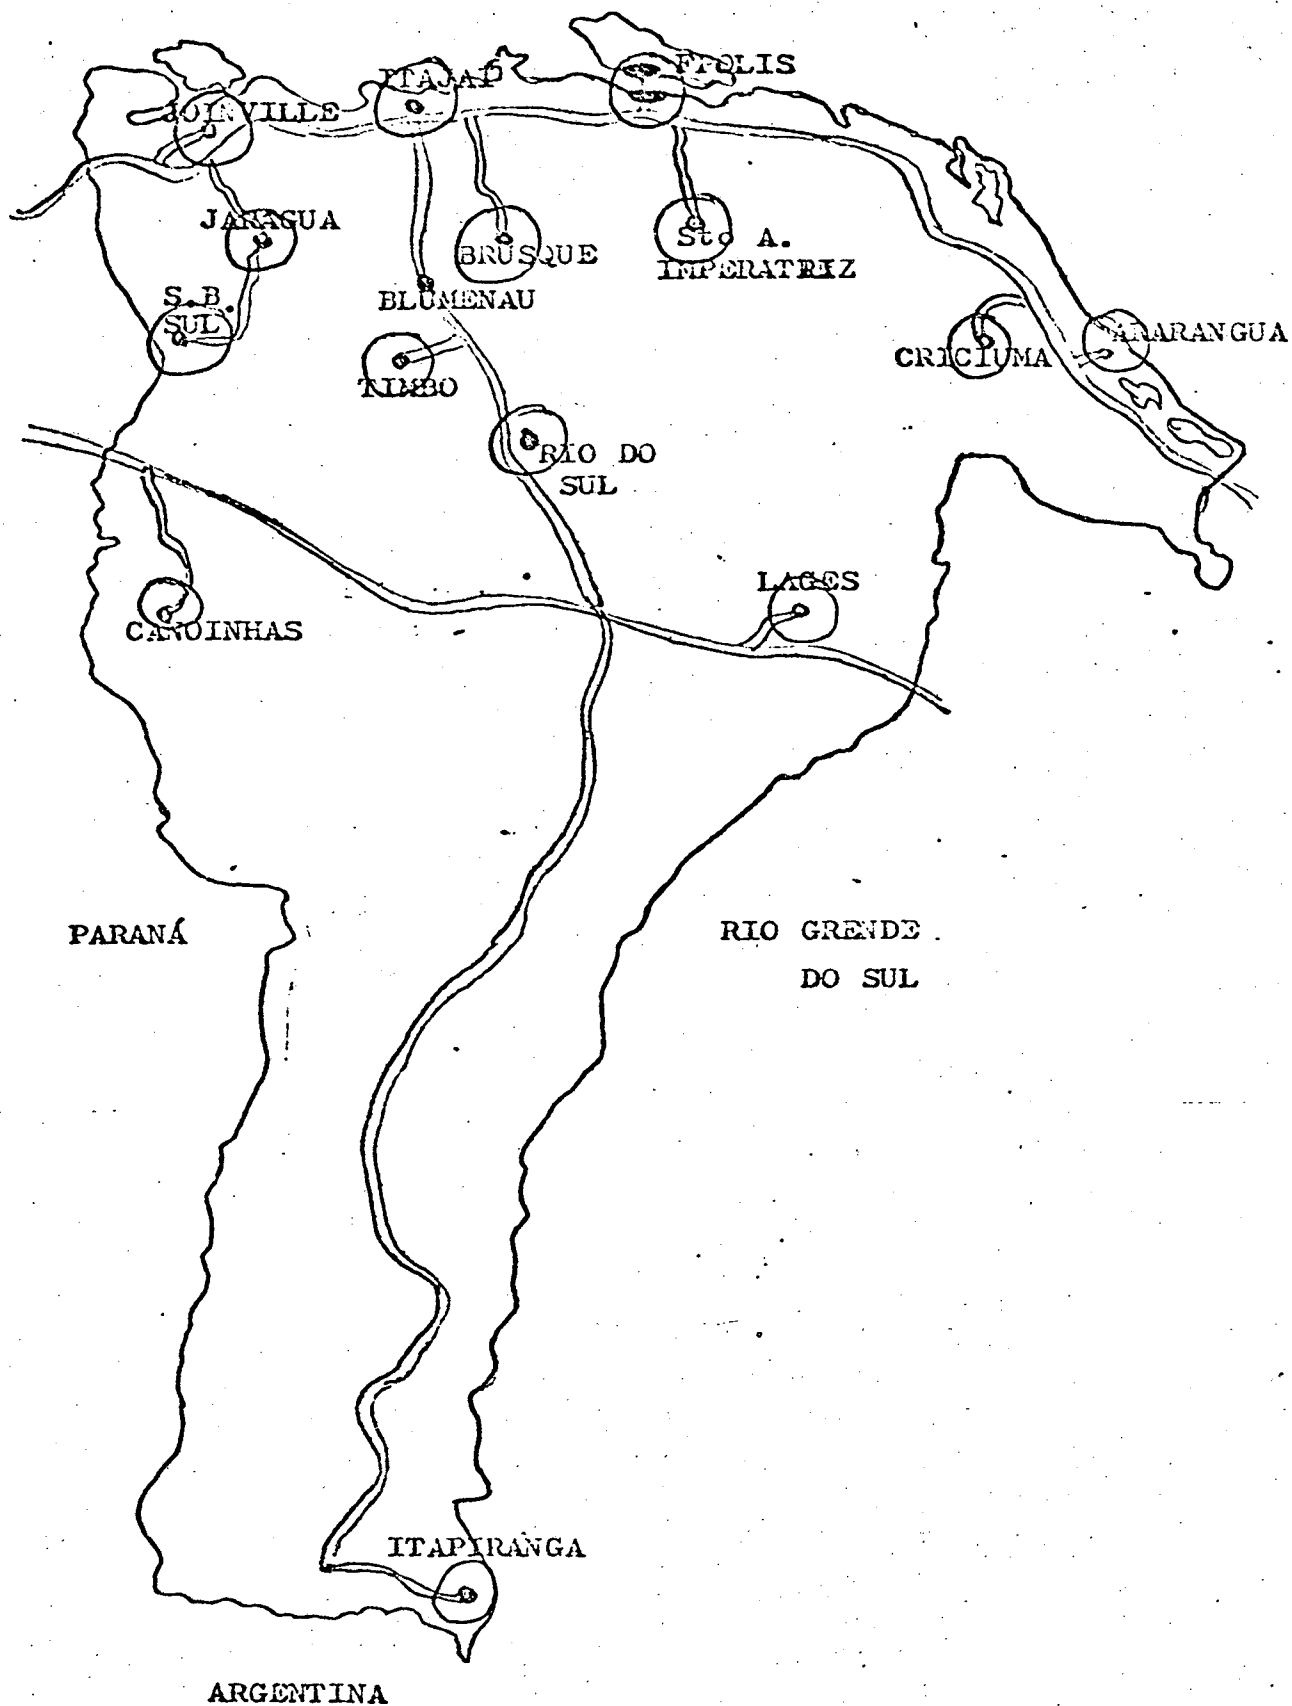 ITAJAI
FPOLIS
JOINVILLE
JARAGUA
BRUSQUE
Sto A.
IMPERATRIZ
S.B.
SUL
BLUMENAU
TIMBO
CRICIUMA
ARARANGUA
RIO DO
SUL
LAGES
CANOINHAS
PARANÁ
RIO GRENDE
DO SUL
ITAPIRANGA
ARGENTINA